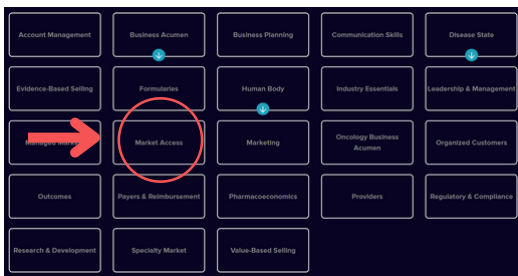 Account Management
Business Acumen
Business Planning
Communication Skills
Disease State
Evidence-Based Selling
Formularies
Human Body
Industry Essentials
Leadership & Management
Managed
Market Access
Marketing
Oncology Business
Acumen
Organized Customers
Outcomes
Payers & Reimbursement
Pharmacoeconomics
Providers
Regulatory & Compliance
Research & Development
Specialty Market
Value-Based Selling